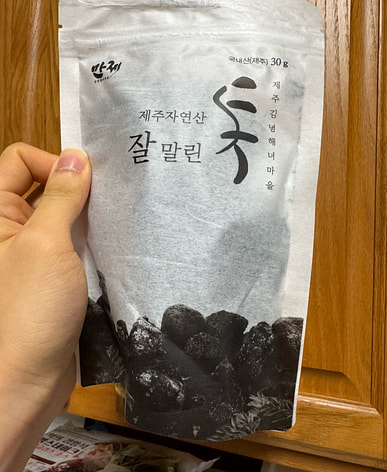 반제
국내산(제주) 30g
톳
제주자연산
잘 말린
제주김녕해녀마을